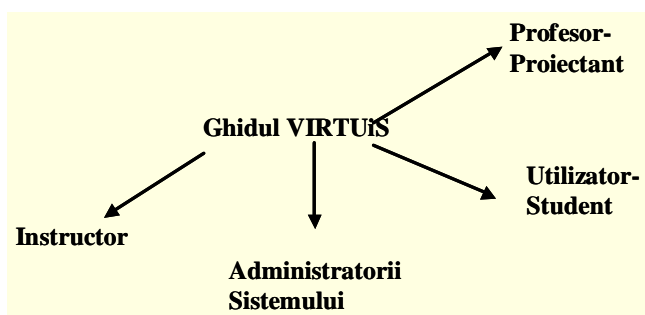 Profesor-
Proiectant
Ghidul VIRTUiS
Utilizator-
Student
Instructor
Administratorii
Sistemului